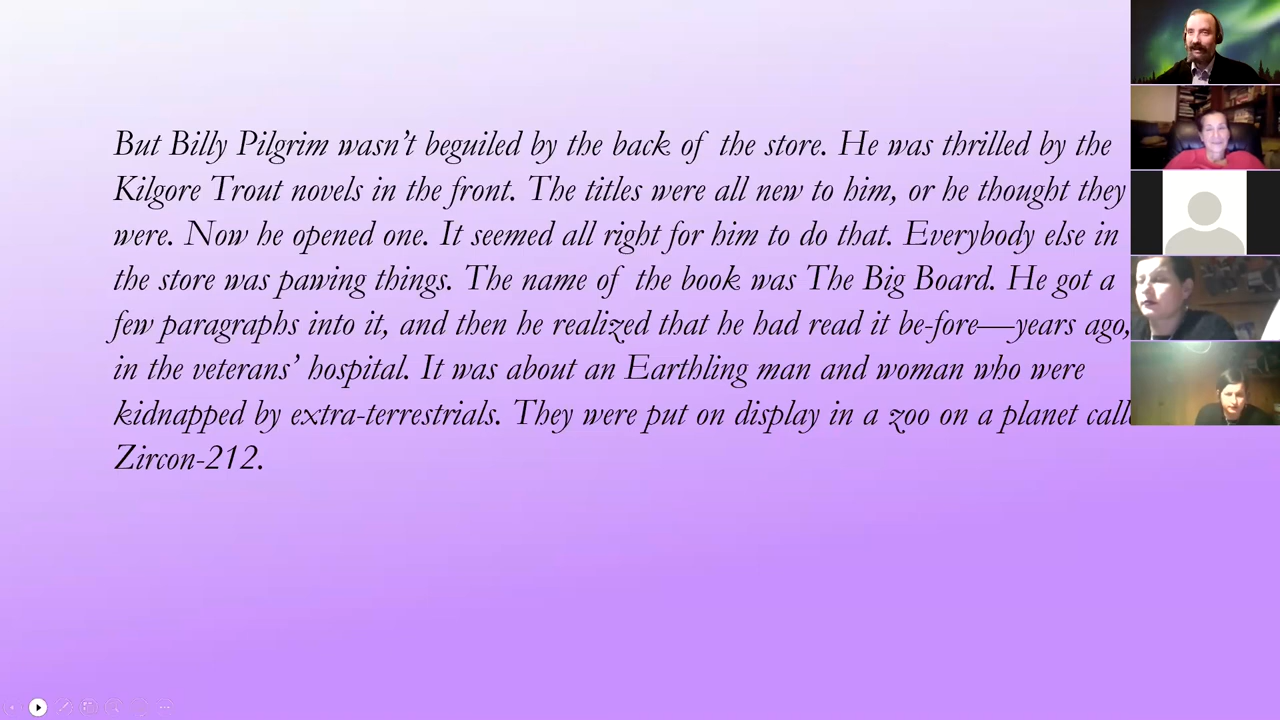 But Billy Pilgrim wasn’t beguiled by the back of the store. He was thrilled by the
Kilgore Trout novels in the front. The titles were all new to him, or he thought they
were. Now he opened one. It seemed all right for him to do that. Everybody else in
the store was pawing things. The name of the book was The Big Board. He got a
few paragraphs into it, and then he realized that he had read it be-fore—years ago,
in the veterans’ hospital. It was about an Earthling man and woman who were
kidnapped by extra-terrestrials. They were put on display in a zoo on a planet
Zircon-212.